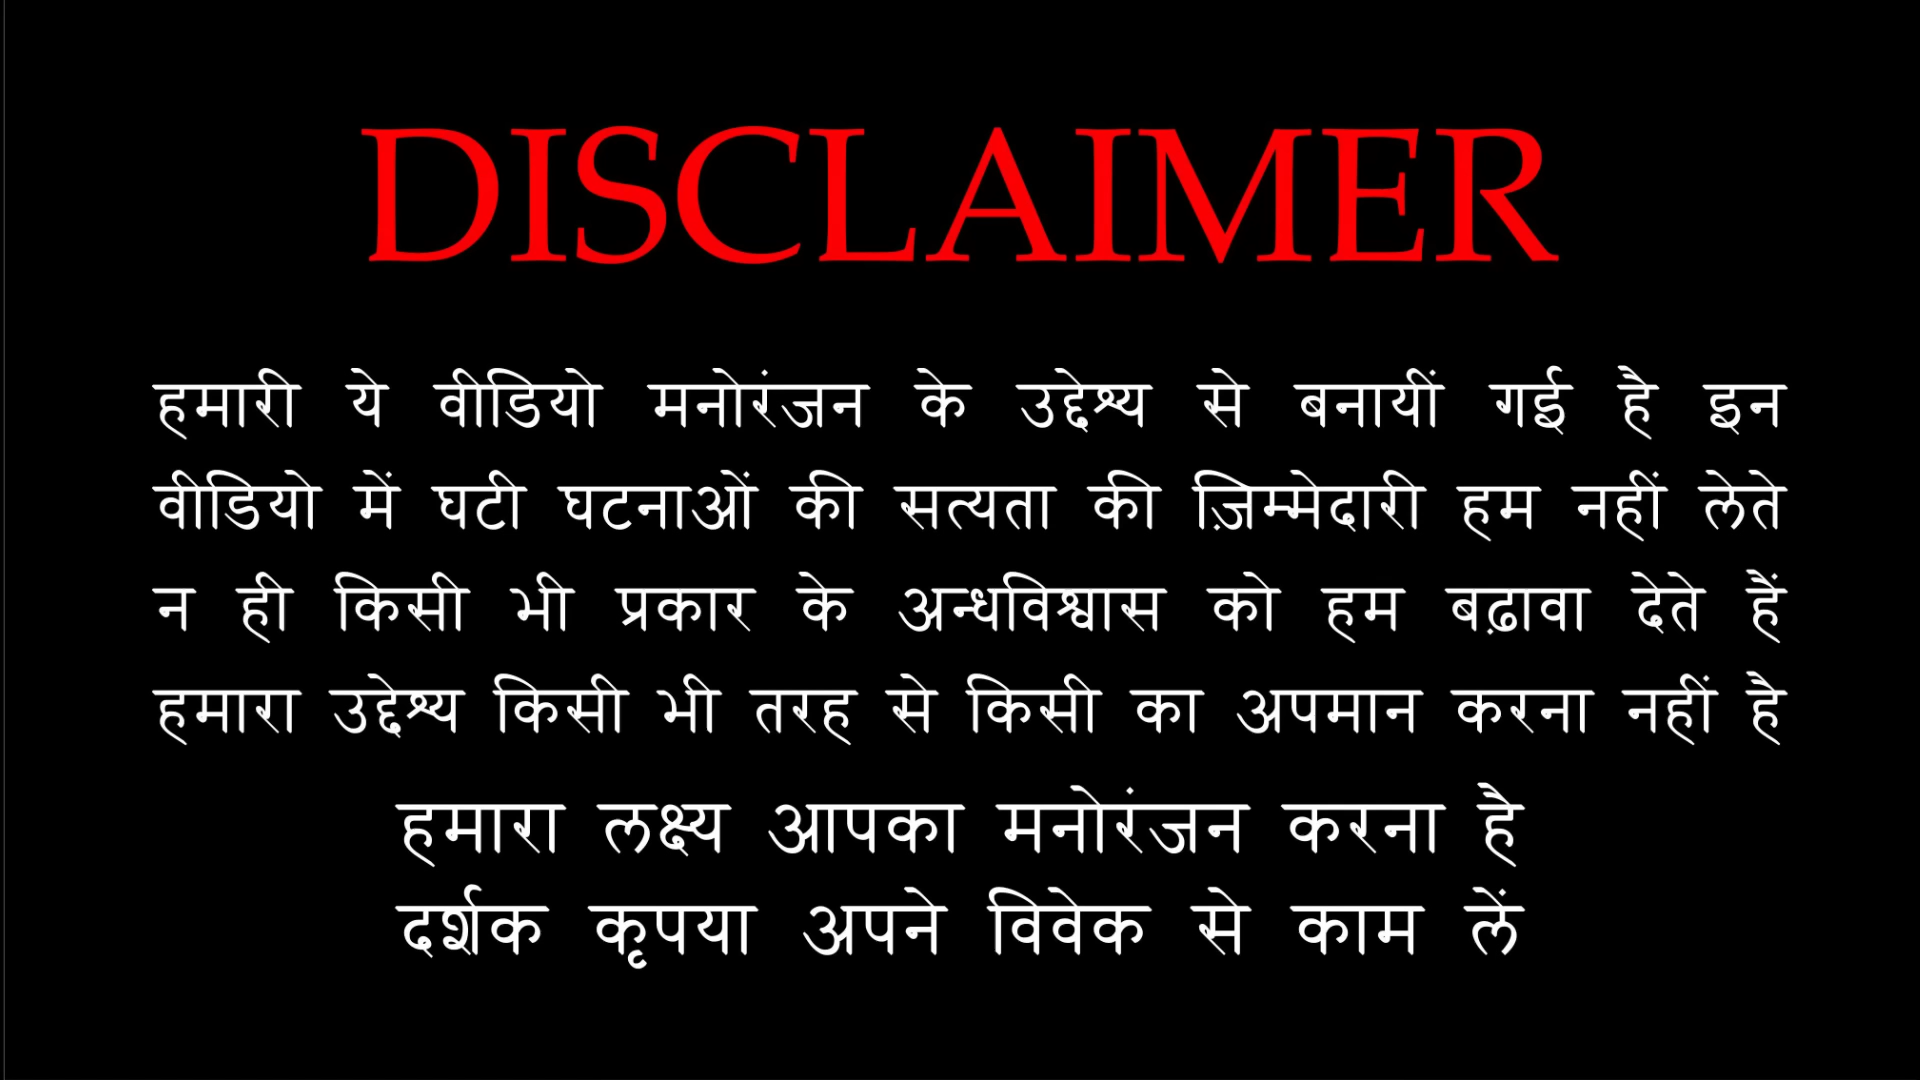 DISCLAIMER
हमारी ये वीडियो मनोरंजन के उद्देश्य से बनायीं गई है इन
वीडियो में घटी घटनाओं की सत्यता की ज़िम्मेदारी हम नहीं लेते
न ही किसी भी प्रकार के अन्धविश्वास को हम बढ़ावा देते हैं
हमारा उद्देश्य किसी भी तरह से किसी का अपमान करना नहीं है
हमारा लक्ष्य आपका मनोरंजन करना है
दर्शक कृपया अपने विवेक से काम लें